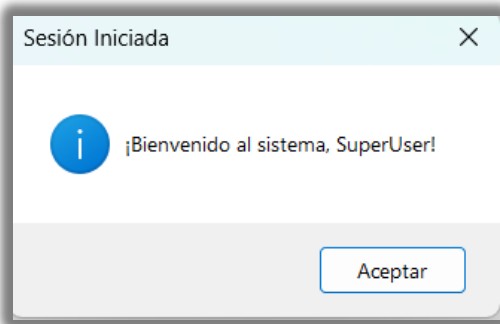 Sesión Iniciada
¡Bienvenido al sistema, SuperUser!
Aceptar